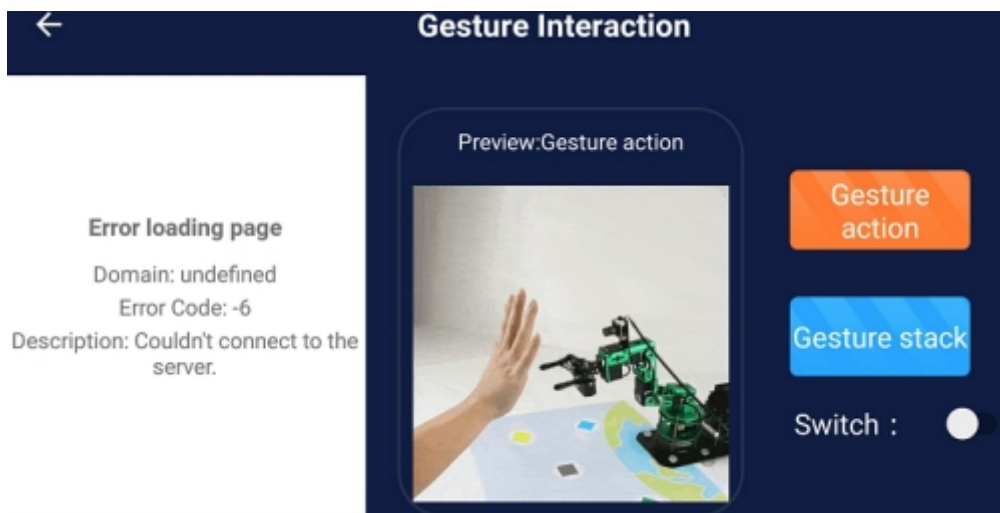 Gesture Interaction
Error loading page
Domain: undefined
Error Code: -6
Description: Couldn't connect to the
server.
Preview:Gesture action
Gesture
action
Gesture stack
Switch :